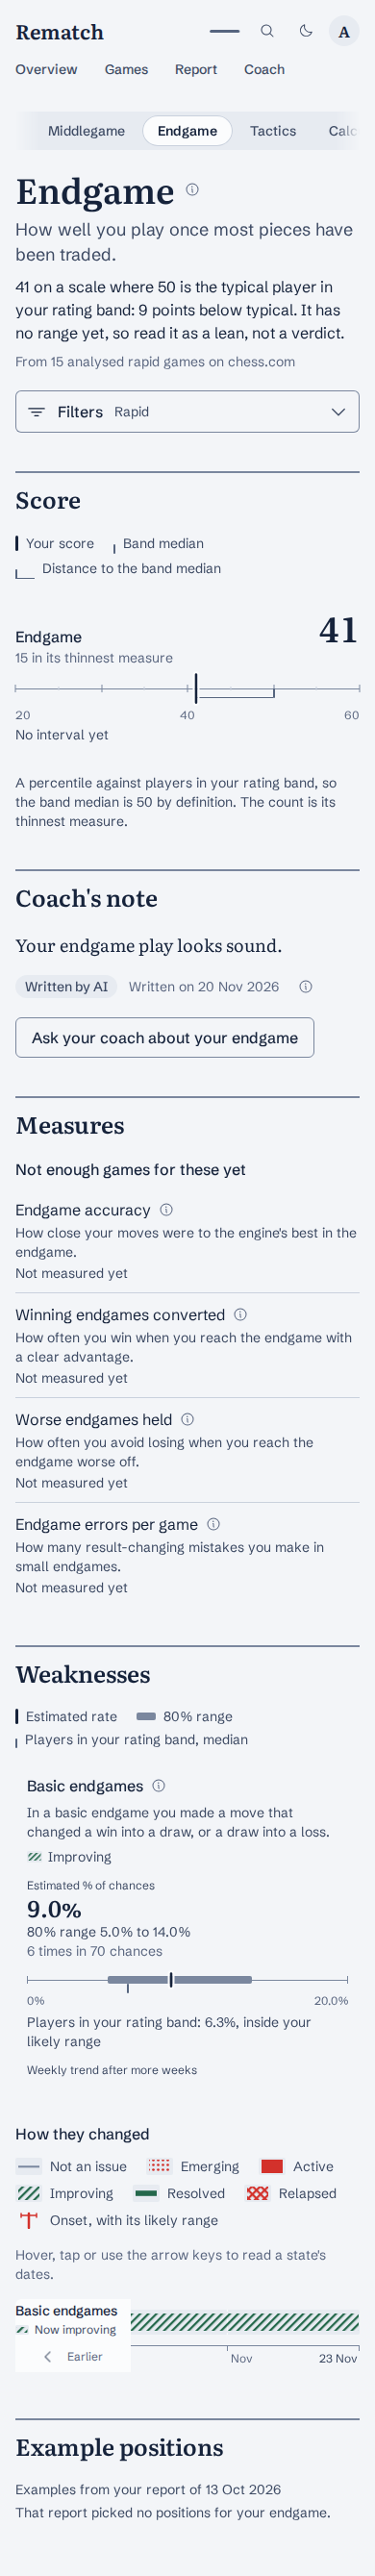 Rematch
A
Overview Games Report Coach
Middlegame Endgame Tactics Calc
Endgame
How well you play once most pieces have
been traded.
41 on a scale where 50 is the typical player in
your rating band: 9 points below typical. It has
no range yet, so read it as a lean, not a verdict.
From 15 analysed rapid games on chess.com
Filters Rapid
Score
Your score Band median
Distance to the band median
Endgame 41
15 in its thinnest measure
20 40 60
No interval yet
A percentile against players in your rating band, so
the band median is 50 by definition. The count is its
thinnest measure.
Coach's note
Your endgame play looks sound.
Written by AI Written on 20 Nov 2026
Ask your coach about your endgame
Measures
Not enough games for these yet
Endgame accuracy
How close your moves were to the engine's best in the
endgame.
Not measured yet
Winning endgames converted
How often you win when you reach the endgame with
a clear advantage.
Not measured yet
Worse endgames held
How often you avoid losing when you reach the
endgame worse off.
Not measured yet
Endgame errors per game
How many result-changing mistakes you make in
small endgames.
Not measured yet
Weaknesses
Estimated rate 80% range
Players in your rating band, median
Basic endgames
In a basic endgame you made a move that
changed a win into a draw, or a draw into a loss.
Improving
Estimated % of chances
9.0%
80% range 5.0% to 14.0%
6 times in 70 chances
0% 20.0%
Players in your rating band: 6.3%, inside your
likely range
Weekly trend after more weeks
How they changed
Not an issue Emerging Active
Improving Resolved Relapsed
Onset, with its likely range
Hover, tap or use the arrow keys to read a state's
dates.
Basic endgames
Now improving
Earlier Nov 23 Nov
Example positions
Examples from your report of 13 Oct 2026
That report picked no positions for your endgame.